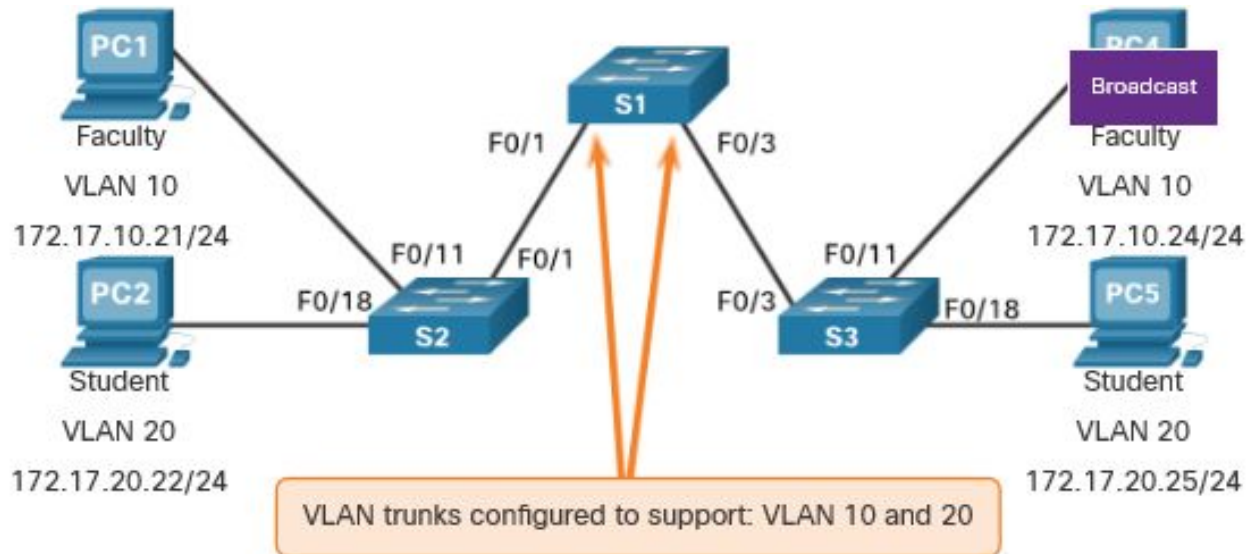 PC1
Faculty
VLAN 10
172.17.10.21/24
PC2
Student
VLAN 20
172.17.20.22/24
F0/11
F0/18
S2
F0/1
F0/1
S1
F0/3
F0/3
S3
F0/11
F0/18
PC4
Broadcast
Faculty
VLAN 10
172.17.10.24/24
PC5
Student
VLAN 20
172.17.20.25/24
VLAN trunks configured to support: VLAN 10 and 20